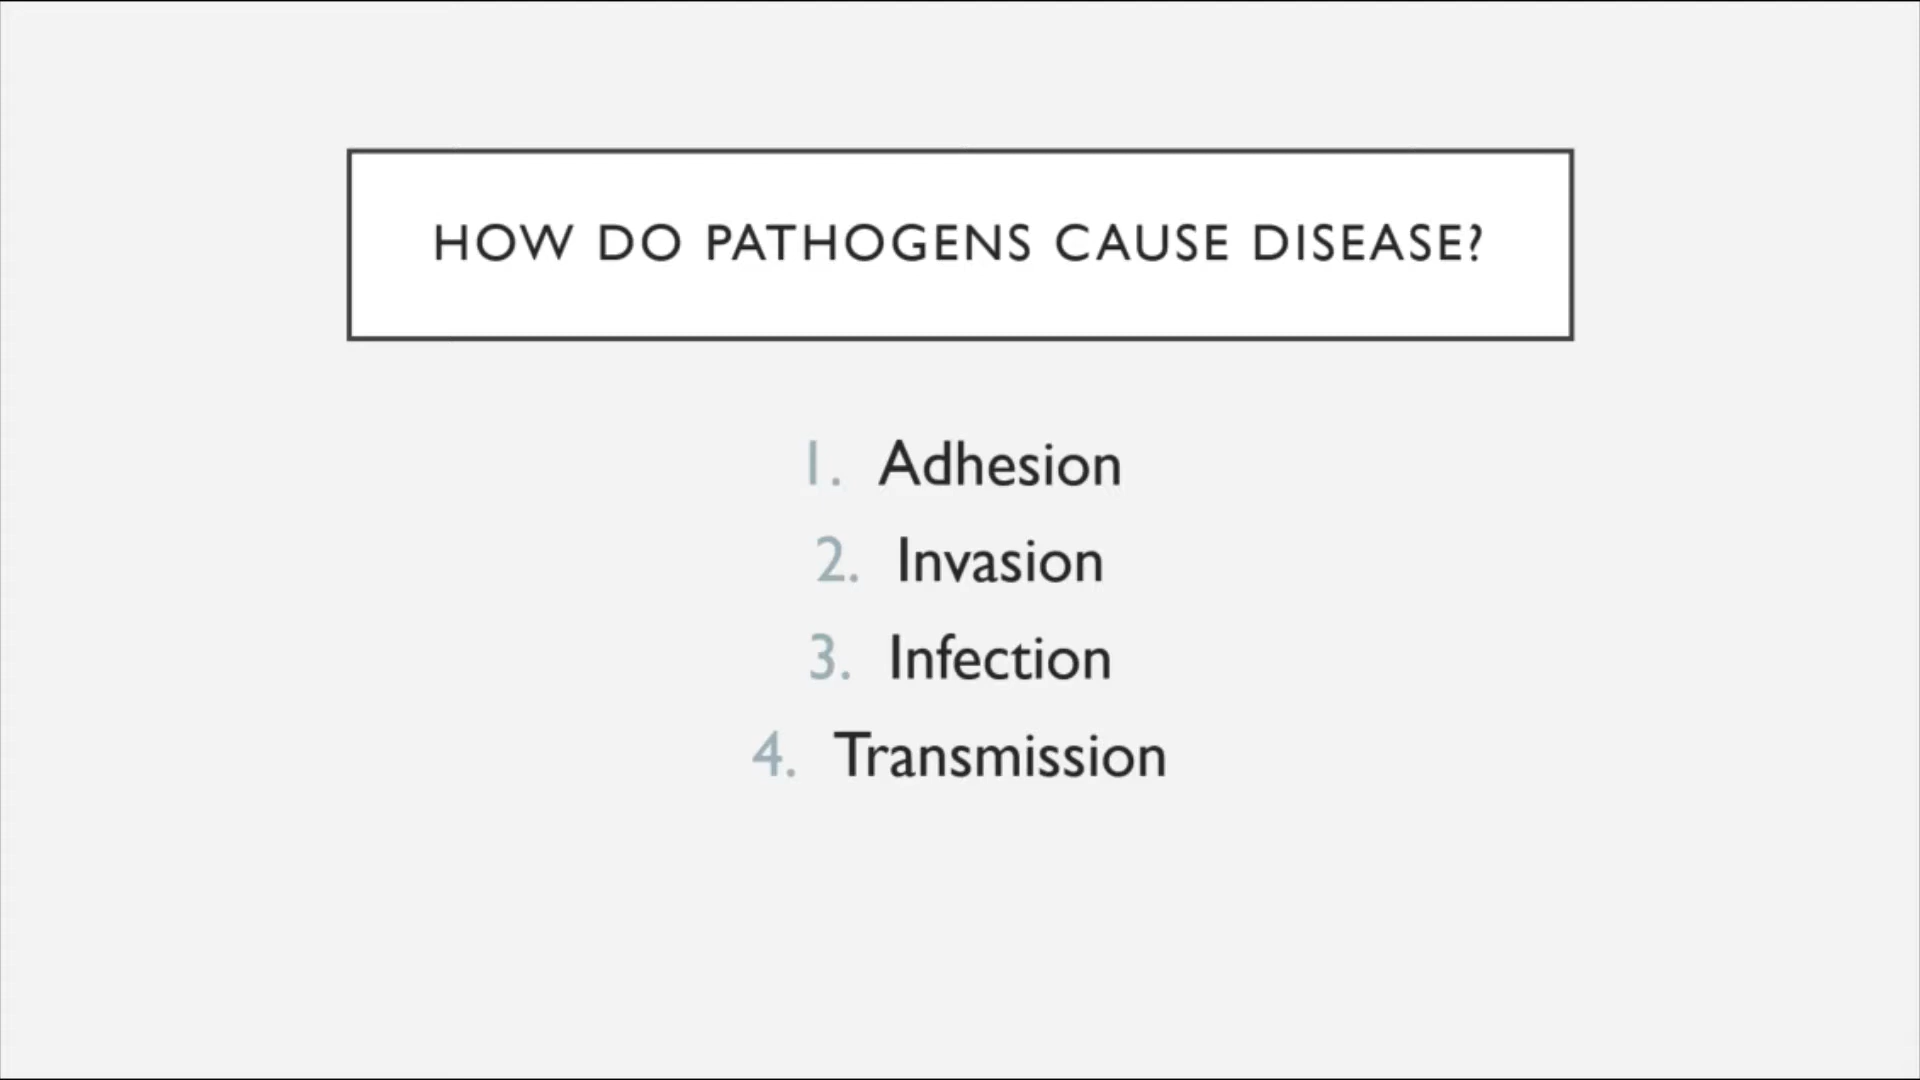 HOW DO PATHOGENS CAUSE DISEASE?
1. Adhesion
2. Invasion
3. Infection
4. Transmission